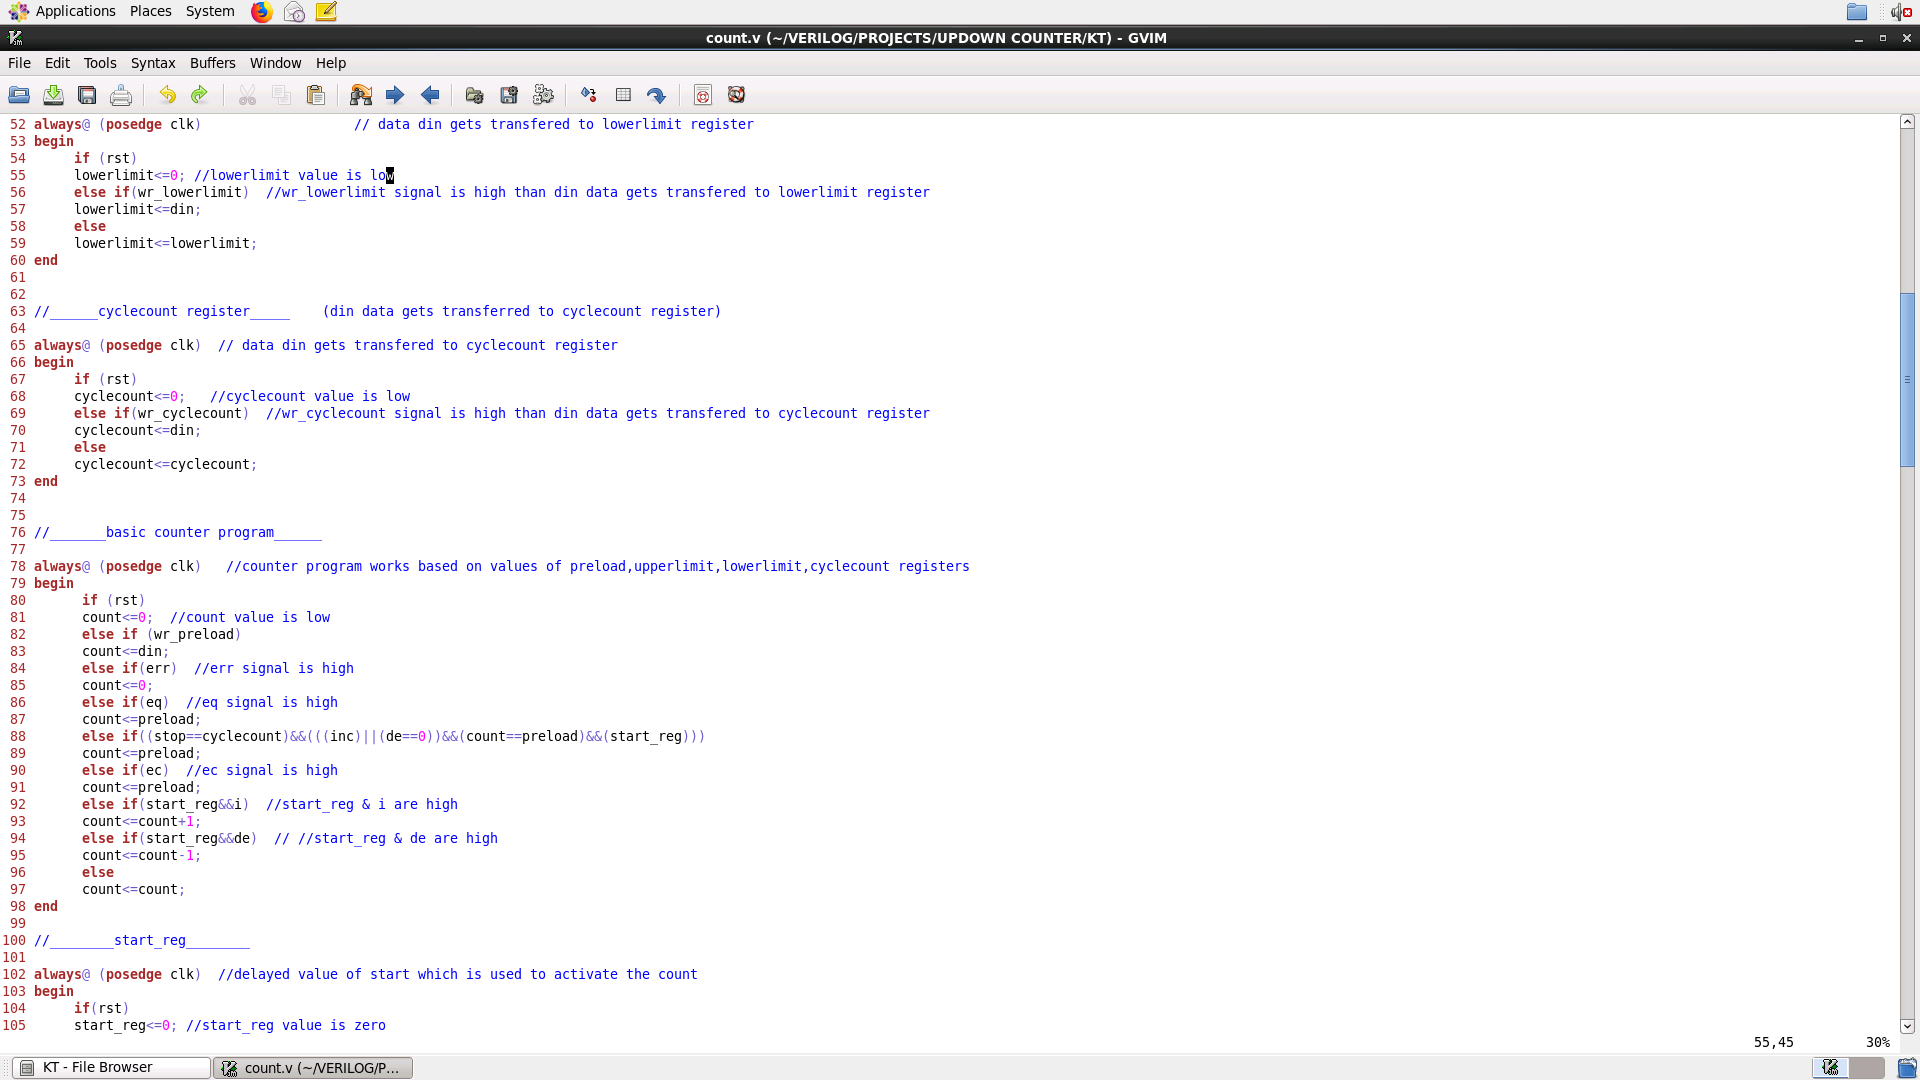 Applications Places System
count.v (~/VERILOG/PROJECTS/UPDOWN COUNTER/KT) - GVIM
File Edit Tools Syntax Buffers Window Help
52 always@ (posedge clk)                   // data din gets transfered to lowerlimit register
53 begin
54      if (rst)
55      lowerlimit<=0; //lowerlimit value is low
56      else if(wr_lowerlimit)  //wr_lowerlimit signal is high than din data gets transfered to lowerlimit register
57      lowerlimit<=din;
58      else
59      lowerlimit<=lowerlimit;
60 end
61
62
63 //______cyclecount register_____    (din data gets transferred to cyclecount register)
64
65 always@ (posedge clk)  // data din gets transfered to cyclecount register
66 begin
67      if (rst)
68      cyclecount<=0;   //cyclecount value is low
69      else if(wr_cyclecount)  //wr_cyclecount signal is high than din data gets transfered to cyclecount register
70      cyclecount<=din;
71      else
72      cyclecount<=cyclecount;
73 end
74
75
76 //_______basic counter program______
77
78 always@ (posedge clk)   //counter program works based on values of preload,upperlimit,lowerlimit,cyclecount registers
79 begin
80       if (rst)
81       count<=0;  //count value is low
82       else if (wr_preload)
83       count<=din;
84       else if(err)  //err signal is high
85       count<=0;
86       else if(eq)  //eq signal is high
87       count<=preload;
88       else if((stop==cyclecount)&&(((inc)||(de==0))&&(count==preload)&&(start_reg)))
89       count<=preload;
90       else if(ec)  //ec signal is high
91       count<=preload;
92       else if(start_reg&&i)  //start_reg & i are high
93       count<=count+1;
94       else if(start_reg&&de)  // //start_reg & de are high
95       count<=count-1;
96       else
97       count<=count;
98 end
99
100 //________start_reg________
101
102 always@ (posedge clk)  //delayed value of start which is used to activate the count
103 begin
104      if(rst)
105      start_reg<=0; //start_reg value is zero
55,45 30%
KT - File Browser
count.v (~/VERILOG/P...